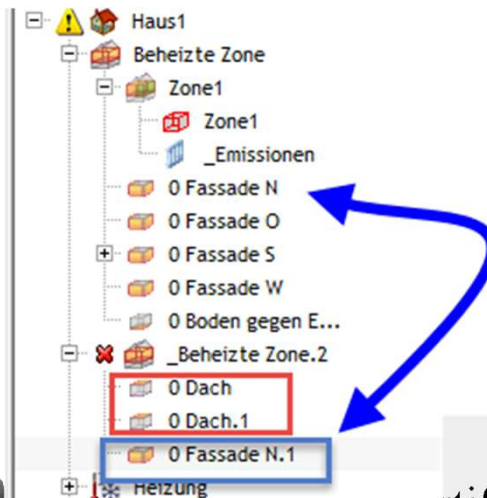 Haus1
Beheizte Zone
Zone1
Zone1
_Emissionen
0 Fassade N
0 Fassade O
0 Fassade S
0 Fassade W
0 Boden gegen E...
_Beheizte Zone.2
0 Dach
0 Dach.1
0 Fassade N.1
Heizung